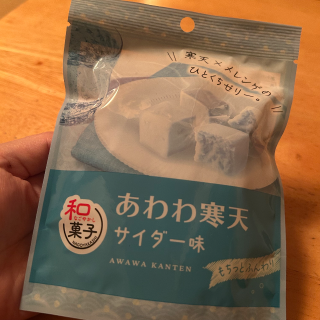 寒天×メレンゲの
ひとくちゼリー。
和
菓子
あわわ寒天
サイダー味
AWAWA KANTEN
もちっとふんわり